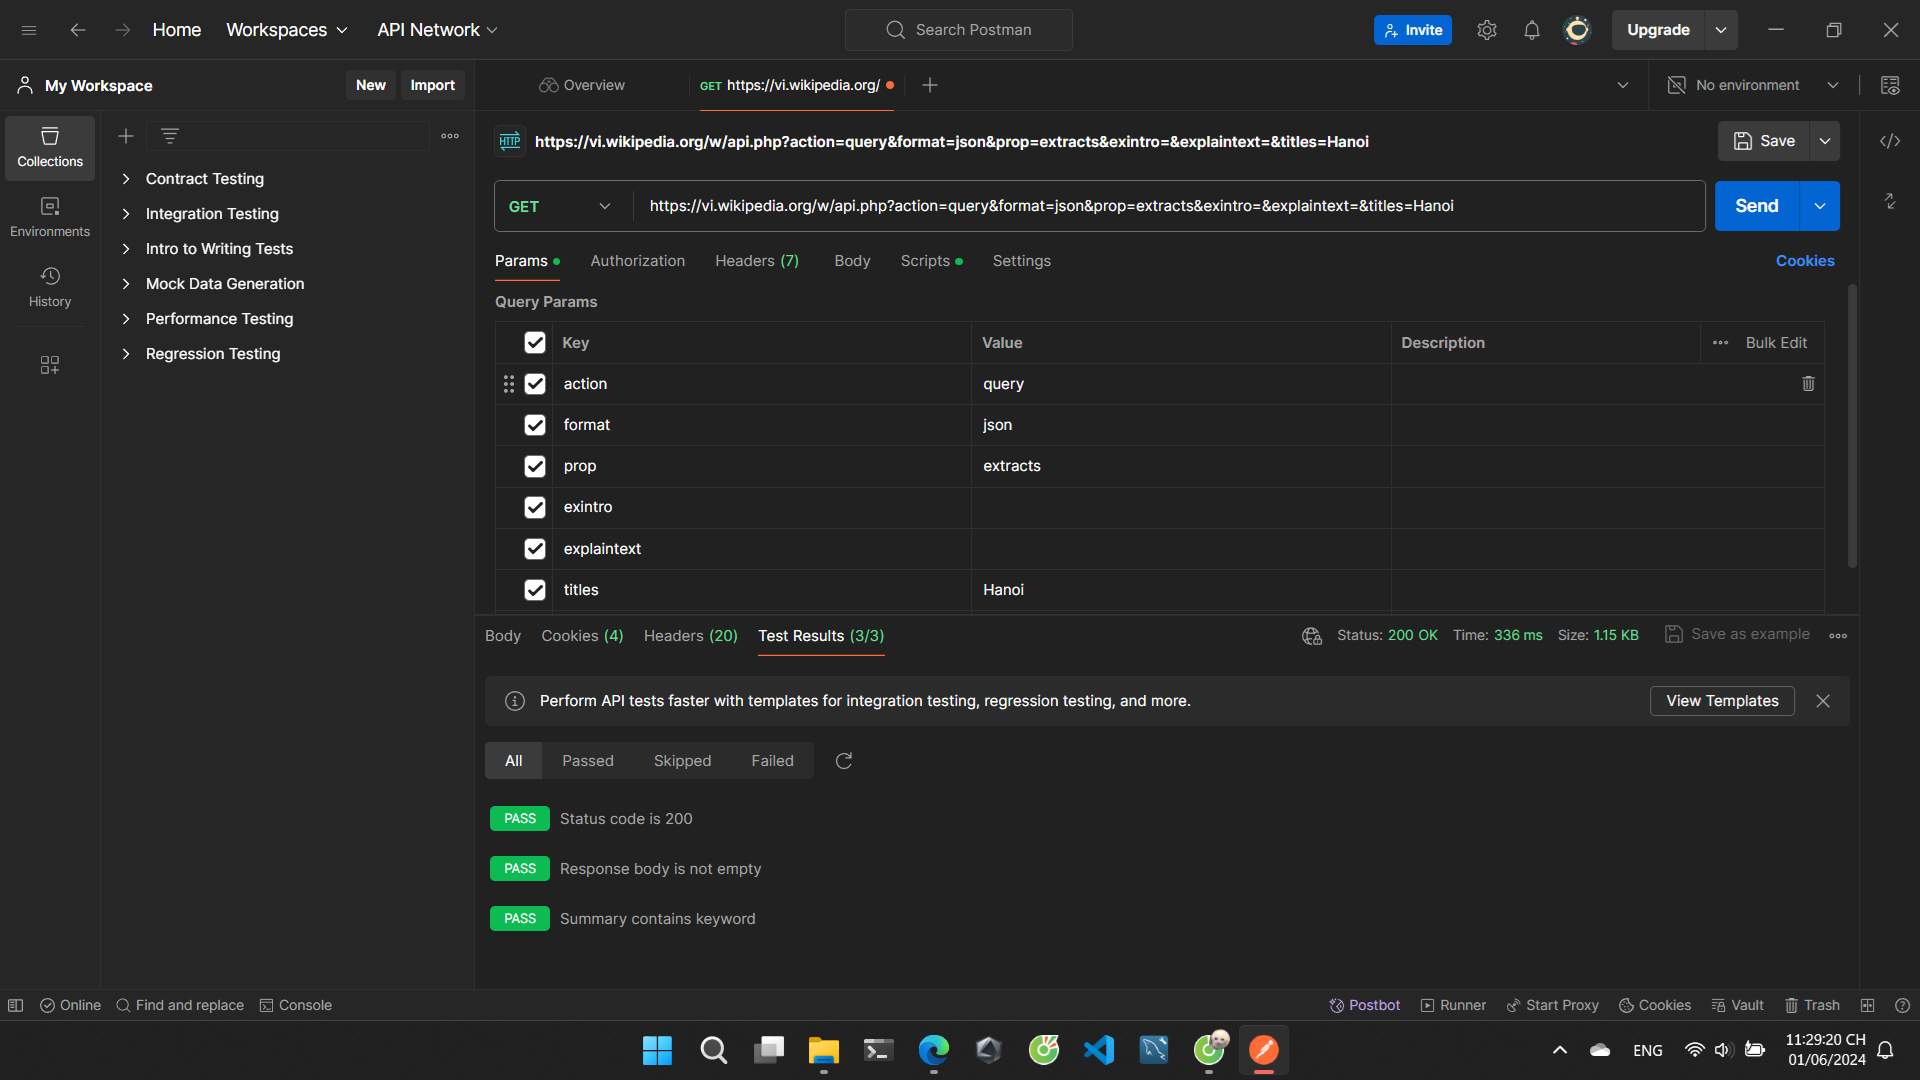 Home Workspaces API Network Search Postman Invite Upgrade
My Workspace New Import Overview GET https://vi.wikipedia.org/ No environment
Collections
Environments
History
Contract Testing
Integration Testing
Intro to Writing Tests
Mock Data Generation
Performance Testing
Regression Testing
HTTP https://vi.wikipedia.org/w/api.php?action=query&format=json&prop=extracts&exintro=&explaintext=&titles=Hanoi Save
GET https://vi.wikipedia.org/w/api.php?action=query&format=json&prop=extracts&exintro=&explaintext=&titles=Hanoi Send
Params Authorization Headers (7) Body Scripts Settings Cookies
Query Params
Key Value Description Bulk Edit
action query
format json
prop extracts
exintro
explaintext
titles Hanoi
Body Cookies (4) Headers (20) Test Results (3/3) Status: 200 OK Time: 336 ms Size: 1.15 KB Save as example
Perform API tests faster with templates for integration testing, regression testing, and more. View Templates
All Passed Skipped Failed
PASS Status code is 200
PASS Response body is not empty
PASS Summary contains keyword
Online Find and replace Console Postbot Runner Start Proxy Cookies Vault Trash
ENG 11:29:20 CH
01/06/2024